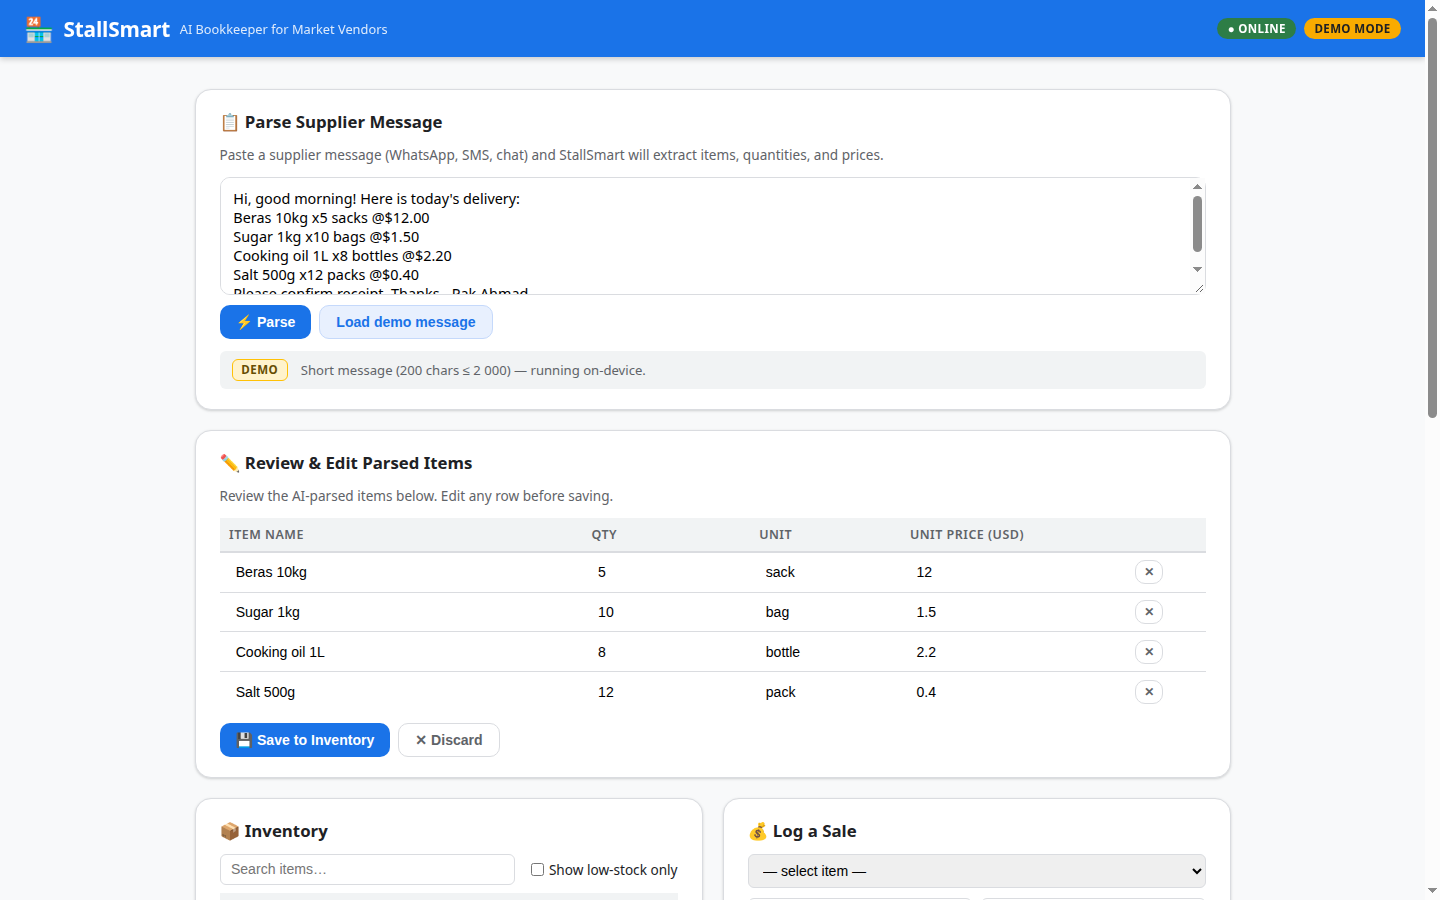 StallSmart AI Bookkeeper for Market Vendors
● ONLINE DEMO MODE
📋 Parse Supplier Message
Paste a supplier message (WhatsApp, SMS, chat) and StallSmart will extract items, quantities, and prices.
Hi, good morning! Here is today's delivery:
Beras 10kg x5 sacks @$12.00
Sugar 1kg x10 bags @$1.50
Cooking oil 1L x8 bottles @$2.20
Salt 500g x12 packs @$0.40
Please confirm receipt. Thanks - Pak Ahmad
⚡ Parse Load demo message
DEMO Short message (200 chars ≤ 2 000) — running on-device.
✏️ Review & Edit Parsed Items
Review the AI-parsed items below. Edit any row before saving.
ITEM NAME QTY UNIT UNIT PRICE (USD)
Beras 10kg 5 sack 12 ✕
Sugar 1kg 10 bag 1.5 ✕
Cooking oil 1L 8 bottle 2.2 ✕
Salt 500g 12 pack 0.4 ✕
💾 Save to Inventory ✕ Discard
📦 Inventory
Search items…
Show low-stock only
💰 Log a Sale
— select item —